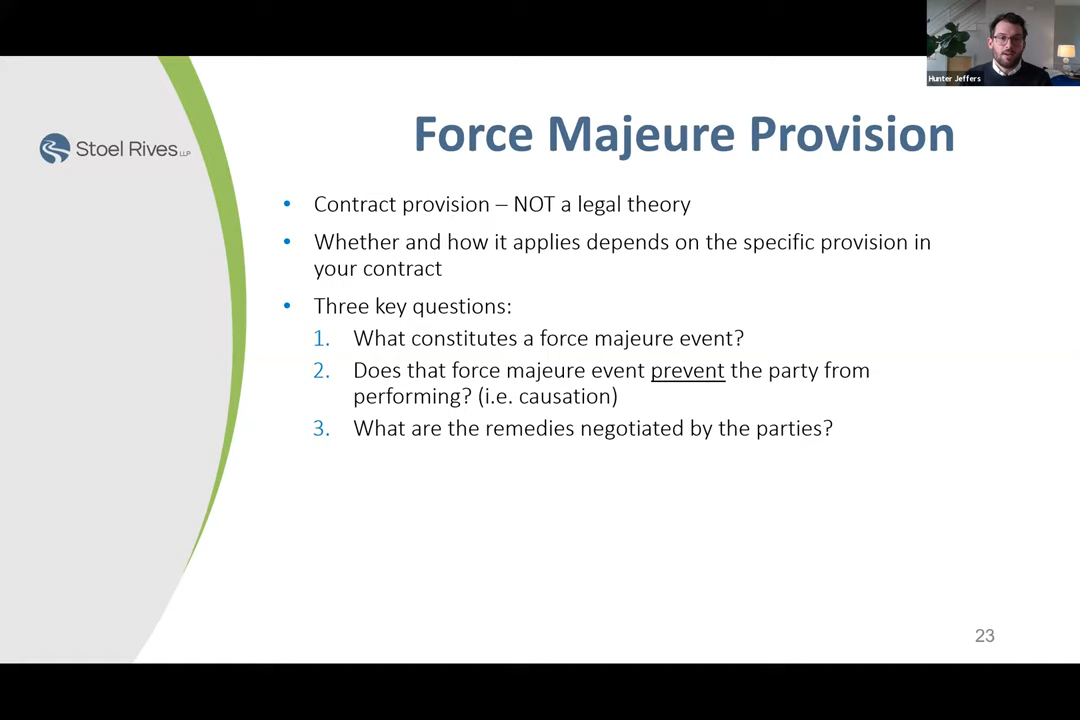 Hunter Jeffers
Stoel Rives LLP
Force Majeure Provision
• Contract provision – NOT a legal theory
• Whether and how it applies depends on the specific provision in
your contract
• Three key questions:
1. What constitutes a force majeure event?
2. Does that force majeure event prevent the party from
performing? (i.e. causation)
3. What are the remedies negotiated by the parties?
23